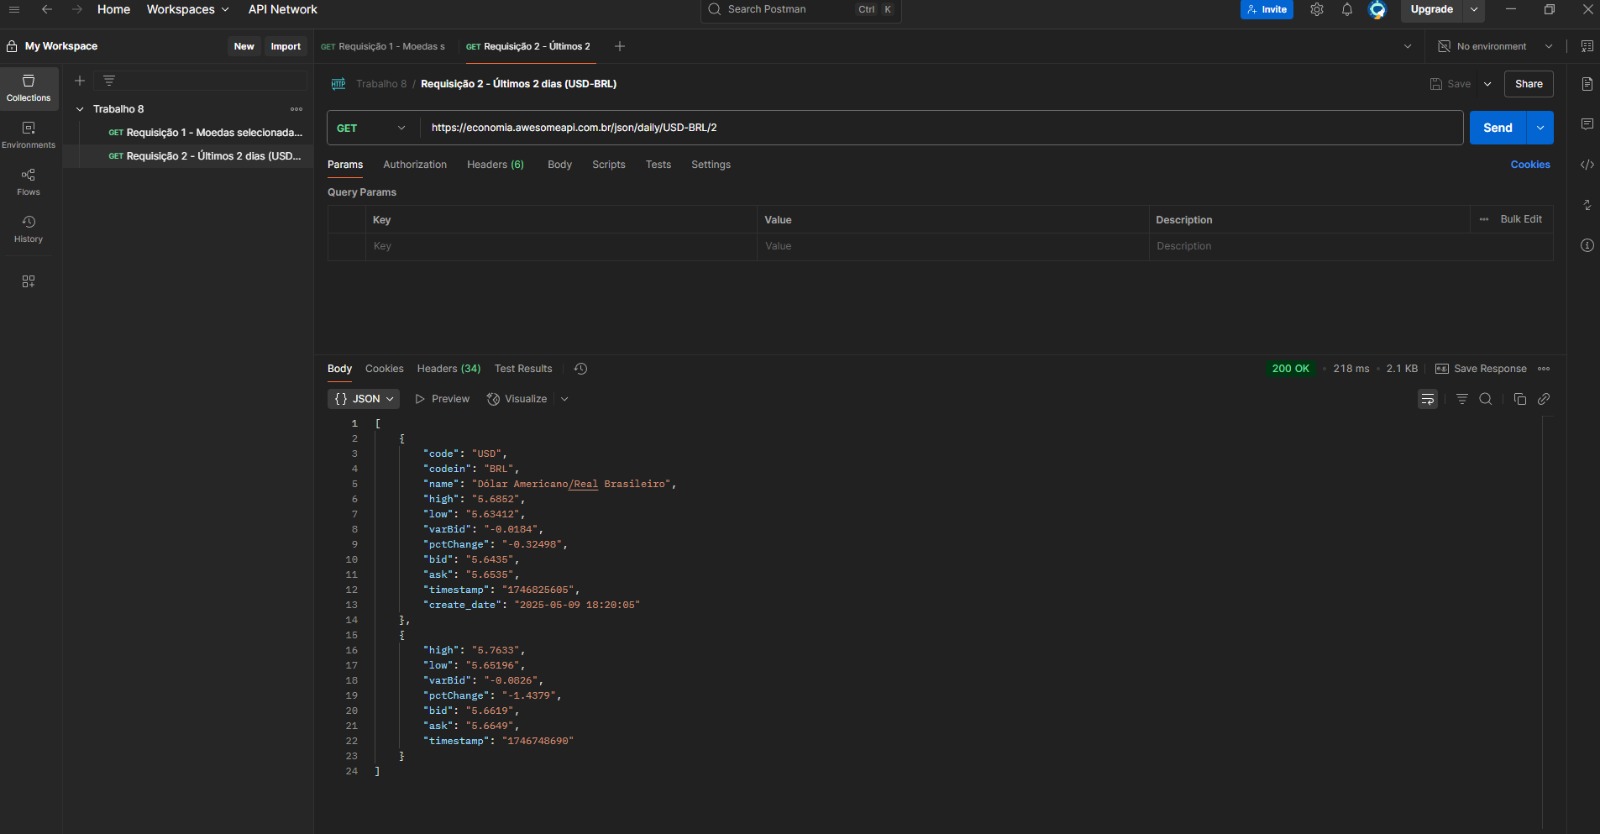 Home Workspaces API Network Search Postman Ctrl K Invite Upgrade
My Workspace New Import GET Requisição 1 - Moedas s GET Requisição 2 - Últimos 2 No environment
Collections
Environments
Flows
History
Trabalho 8
GET Requisição 1 - Moedas selecionada...
GET Requisição 2 - Últimos 2 dias (USD...
HTTP Trabalho 8 / Requisição 2 - Últimos 2 dias (USD-BRL) Save Share
GET https://economia.awesomeapi.com.br/json/daily/USD-BRL/2 Send
Params Authorization Headers (6) Body Scripts Tests Settings Cookies
Query Params
Key Value Description Bulk Edit
Key Value Description
Body Cookies Headers (34) Test Results 200 OK 218 ms 2.1 KB Save Response
{} JSON Preview Visualize
1 [
2 {
3 "code": "USD",
4 "codein": "BRL",
5 "name": "Dólar Americano/Real Brasileiro",
6 "high": "5.6852",
7 "low": "5.63412",
8 "varBid": "-0.0184",
9 "pctChange": "-0.32498",
10 "bid": "5.6435",
11 "ask": "5.6535",
12 "timestamp": "1746825605",
13 "create_date": "2025-05-09 18:20:05"
14 },
15 {
16 "high": "5.7633",
17 "low": "5.65196",
18 "varBid": "-0.0826",
19 "pctChange": "-1.4379",
20 "bid": "5.6619",
21 "ask": "5.6649",
22 "timestamp": "1746748690"
23 }
24 ]